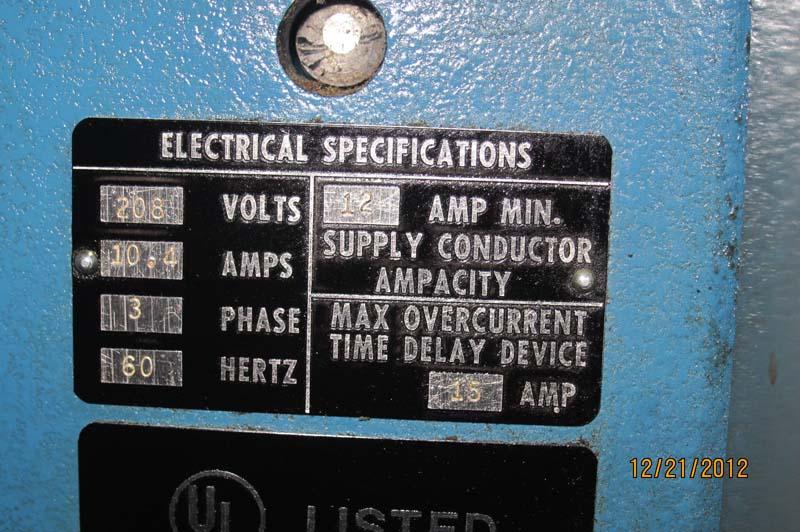 ELECTRICAL SPECIFICATIONS
208 VOLTS
10.4 AMPS
3 PHASE
60 HERTZ
12 AMP MIN.
SUPPLY CONDUCTOR
AMPACITY
MAX OVERCURRENT
TIME DELAY DEVICE
15 AMP
UL LISTED
12/21/2012